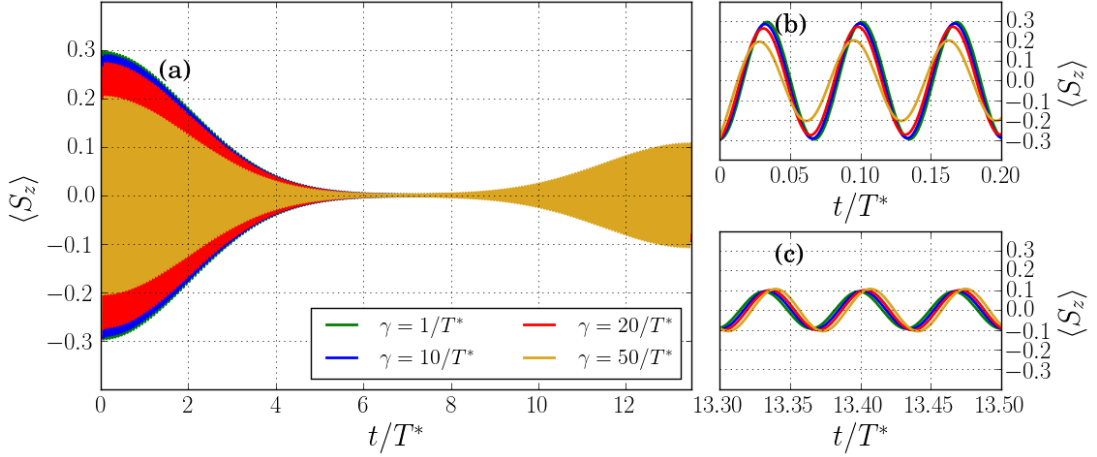 (a)
0.3
0.2
0.1
0.0
−0.1
−0.2
−0.3
⟨S_z⟩
0 2 4 6 8 10 12
t/T*
γ = 1/T*
γ = 10/T*
γ = 20/T*
γ = 50/T*
(b)
0.3
0.2
0.1
0.0
−0.1
−0.2
−0.3
⟨S_z⟩
0 0.05 0.10 0.15 0.20
t/T*
(c)
0.3
0.2
0.1
0.0
−0.1
−0.2
−0.3
⟨S_z⟩
13.30 13.35 13.40 13.45 13.50
t/T*